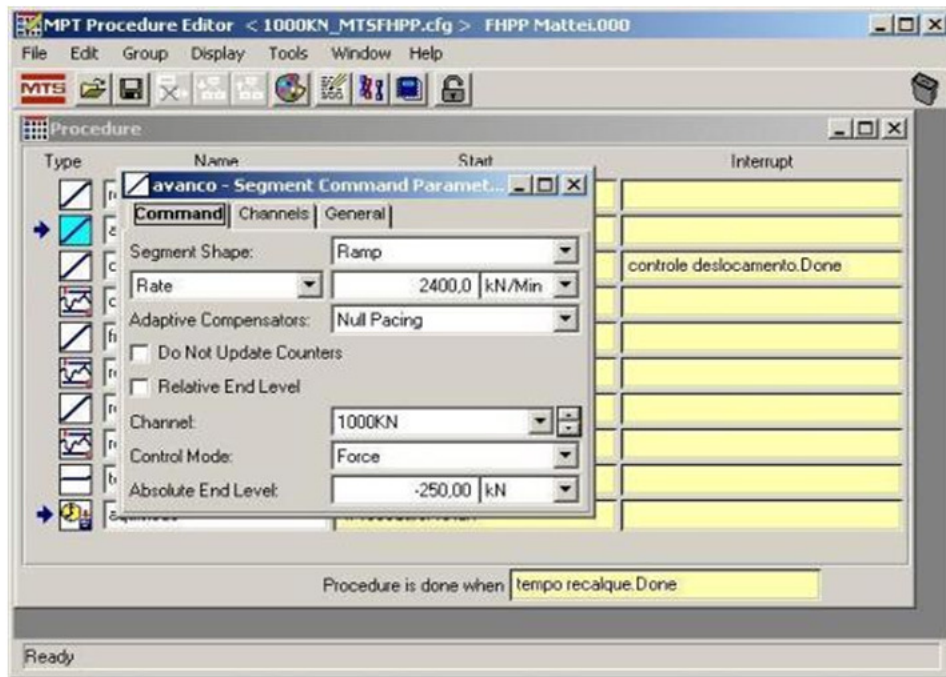 MPT Procedure Editor < 1000KN_MTSFHPP.cfg > FHPP Mattei.000
File Edit Group Display Tools Window Help
MTS
Procedure
Type Name Start Interrupt
avanco - Segment Command Paramet...
Command Channels General
Segment Shape: Ramp
controle deslocamento.Done
Rate 2400,0 kN/Min
Adaptive Compensators: Null Pacing
Do Not Update Counters
Relative End Level
Channel: 1000KN
Control Mode: Force
Absolute End Level: -250,00 kN
Procedure is done when tempo recalque.Done
Ready